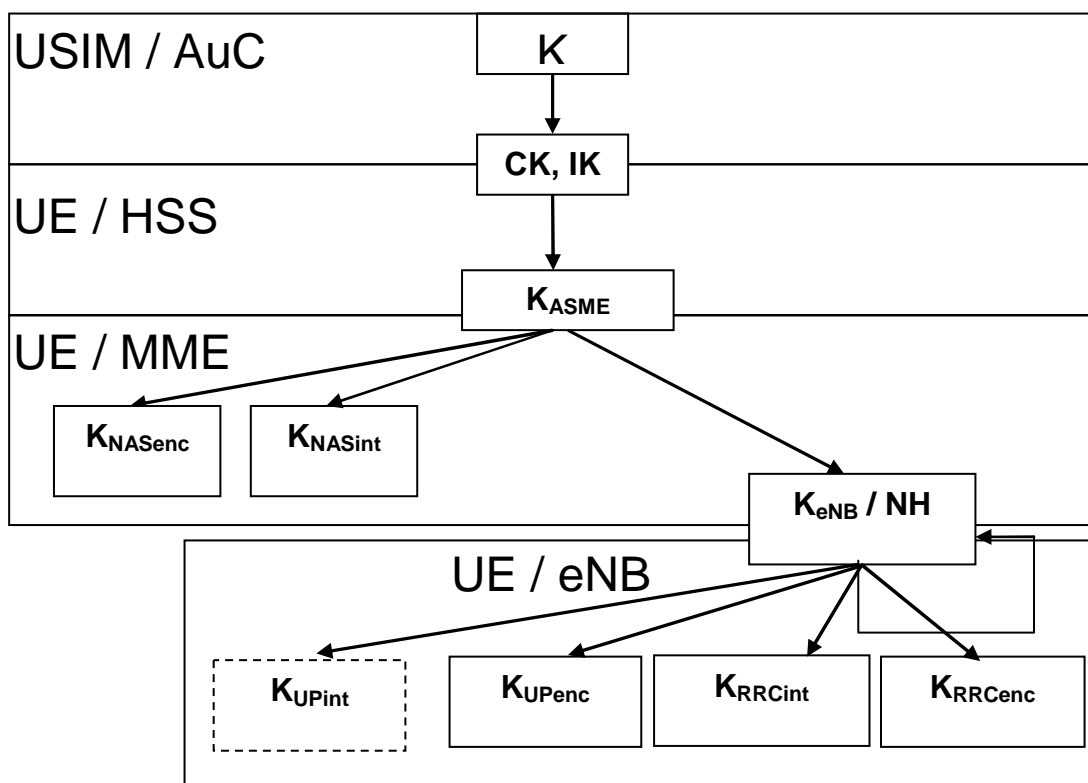 USIM / AuC
K
CK, IK
UE / HSS
KASME
UE / MME
KNASenc
KNASint
KeNB / NH
UE / eNB
KUPint
KUPenc
KRRCint
KRRCenc